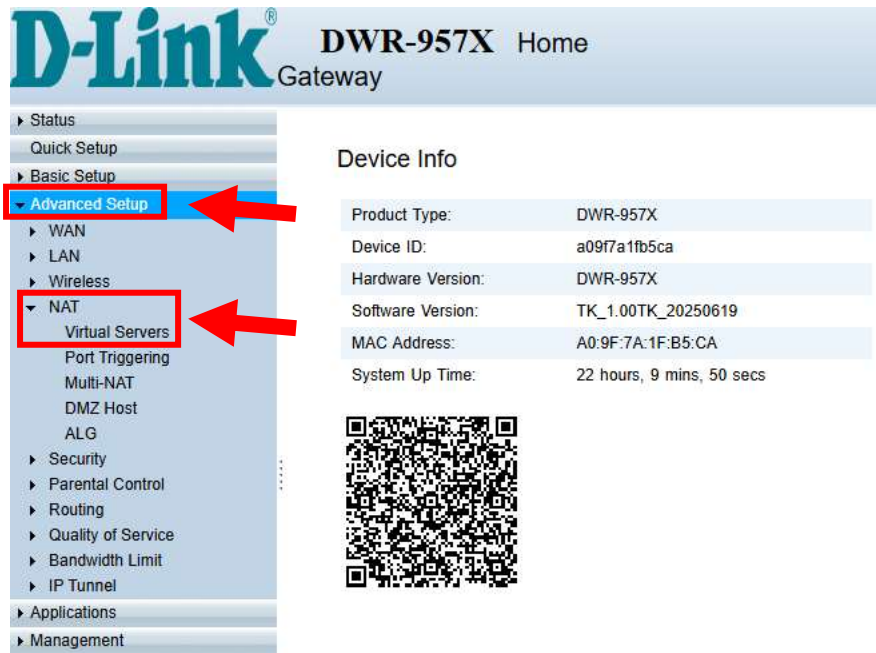 D-Link®
DWR-957X Home
Gateway
Status
Quick Setup
Basic Setup
Advanced Setup
WAN
LAN
Wireless
NAT
Virtual Servers
Port Triggering
Multi-NAT
DMZ Host
ALG
Security
Parental Control
Routing
Quality of Service
Bandwidth Limit
IP Tunnel
Applications
Management
Device Info
Product Type: DWR-957X
Device ID: a09f7a1fb5ca
Hardware Version: DWR-957X
Software Version: TK_1.00TK_20250619
MAC Address: A0:9F:7A:1F:B5:CA
System Up Time: 22 hours, 9 mins, 50 secs